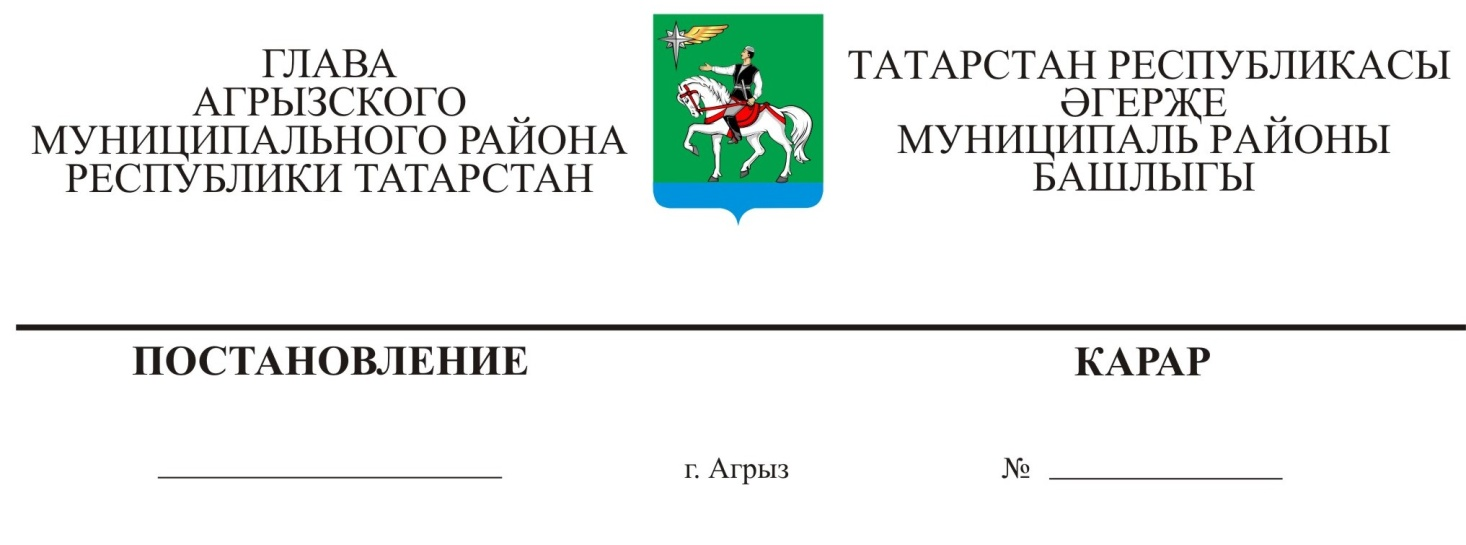 ГЛАВА
АГРЫЗСКОГО
МУНИЦИПАЛЬНОГО РАЙОНА
РЕСПУБЛИКИ ТАТАРСТАН
ТАТАРСТАН РЕСПУБЛИКАСЫ
ӘГЕРҖЕ
МУНИЦИПАЛЬ РАЙОНЫ
БАШЛЫГЫ
ПОСТАНОВЛЕНИЕ
КАРАР
г. Агрыз
№